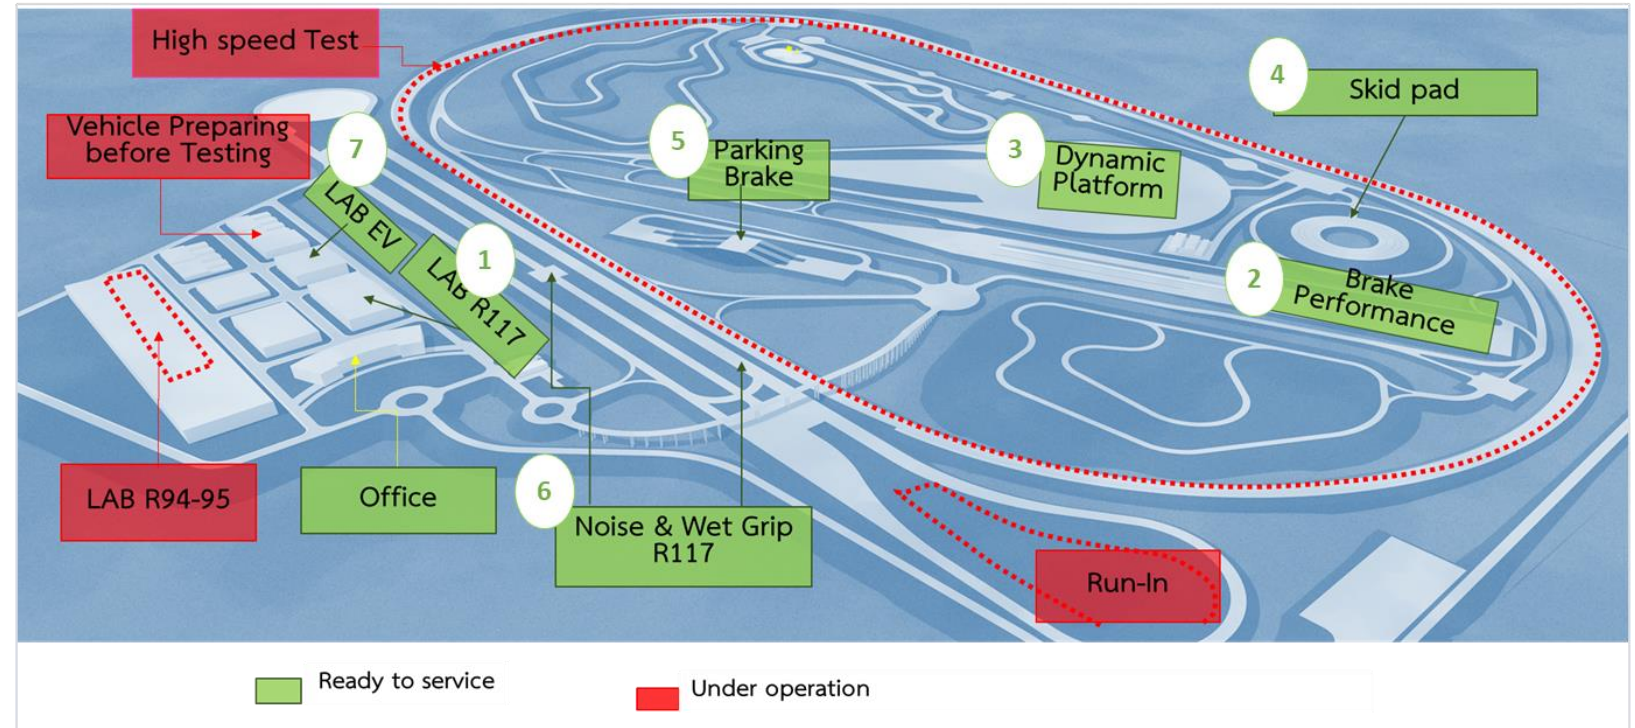 High speed Test
4
Skid pad
Vehicle Preparing
before Testing
7
5
Parking
Brake
3
Dynamic
Platform
LAB EV
1
LAB R117
2
Brake
Performance
LAB R94-95
Office
6
Noise & Wet Grip
R117
Run-In
Ready to service
Under operation